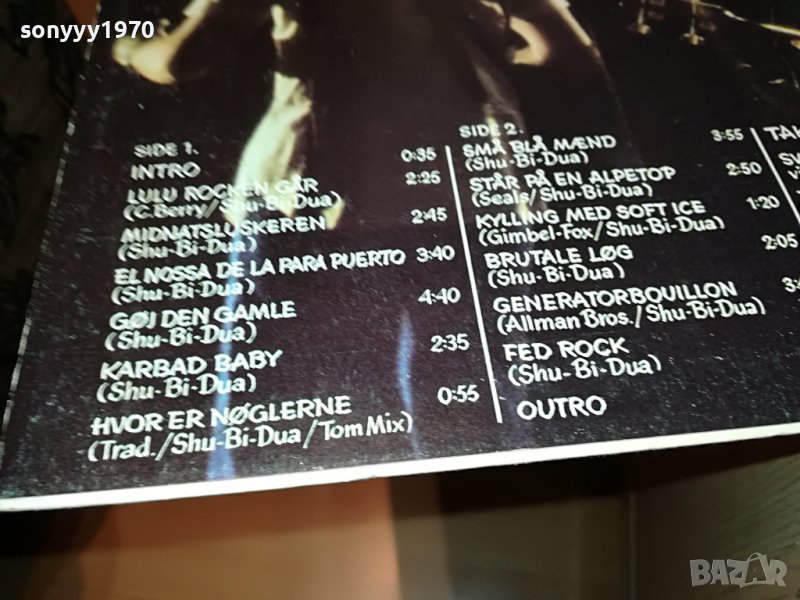 sonyyy1970
SIDE 1.
INTRO 0:35
LULU ROCKEN GÅR 2:25
(C. Berry/Shu-Bi-Dua)
MIDNATSLUSKEREN 2:45
(Shu-Bi-Dua)
EL NOSSA DE LA PARA PUERTO 3:40
(Shu-Bi-Dua)
GØJ DEN GAMLE 4:40
(Shu-Bi-Dua)
KARBAD BABY 2:35
(Shu-Bi-Dua)
HVOR ER NØGLERNE 0:55
(Trad./Shu-Bi-Dua/Tom Mix)
SIDE 2.
SMÅ BLÅ MÆND 3:55
(Shu-Bi-Dua)
STÅR PÅ EN ALPETOP 2:50
(Seals/Shu-Bi-Dua)
KYLLING MED SOFT ICE 1:20
(Gimbel-Fox/Shu-Bi-Dua)
BRUTALE LØG 2:05
(Shu-Bi-Dua)
GENERATORBOUILLON
(Allman Bros./Shu-Bi-Dua)
FED ROCK
(Shu-Bi-Dua)
OUTRO
BAZAR